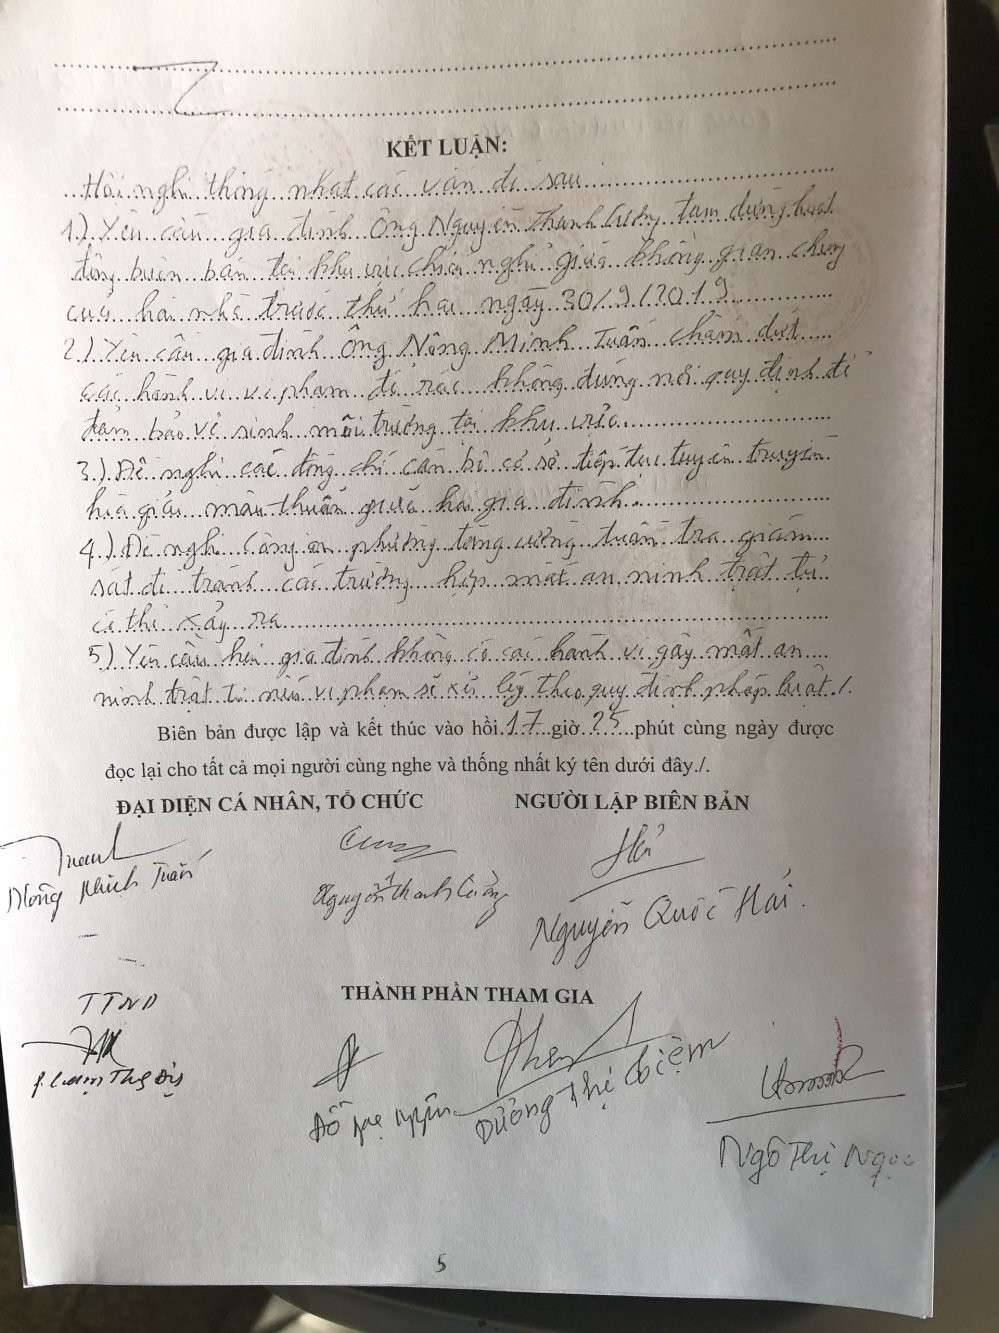 KẾT LUẬN:
Hội nghị thống nhất các vấn đề sau
1.) Yêu cầu gia đình Ông Nguyễn Thanh Cường tạm dừng hoạt
động buôn bán tại khu vực chiếu nghỉ giữa không gian chung
của hai nhà trước thứ hai ngày 30/9/2019
2.) Yêu cầu gia đình Ông Nông Minh Tuấn chấm dứt
các hành vi vi phạm để rác không đúng nơi quy định để
đảm bảo vệ sinh môi trường tại khu vực.
3.) Đề nghị các đồng chí cán bộ cơ sở tiếp tục tuyên truyền
hòa giải mâu thuẫn giữa hai gia đình.
4.) Đề nghị Công an phường tăng cường tuần tra giám
sát để tránh các trường hợp mất an ninh trật tự
có thể xảy ra
5) Yêu cầu hai gia đình không có các hành vi gây mất an
ninh trật tự nếu vi phạm sẽ xử lý theo quy định pháp luật./.
Biên bản được lập và kết thúc vào hồi 17 giờ 25 phút cùng ngày được
đọc lại cho tất cả mọi người cùng nghe và thống nhất ký tên dưới đây./.
ĐẠI DIỆN CÁ NHÂN, TỔ CHỨC NGƯỜI LẬP BIÊN BẢN
Nông Minh Tuấn Nguyễn Thanh Cường Nguyễn Quốc Hải.
TTND THÀNH PHẦN THAM GIA
Đỗ Ngân Dương Thị Ngô Thị Ngọc
5